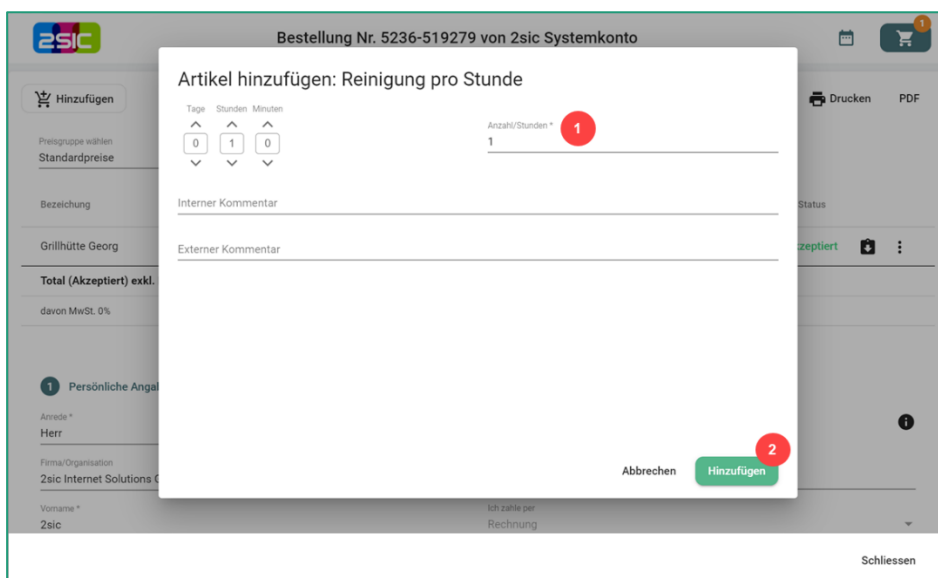 2sic
Bestellung Nr. 5236-519279 von 2sic Systemkonto
1
Hinzufügen
Drucken
PDF
Preisgruppe wählen
Standardpreise
Bezeichung
Status
Grillhütte Georg
zeptiert
Total (Akzeptiert) exkl.
davon MwSt. 0%
1 Persönliche Angal
Anrede *
Herr
Firma/Organisation
2sic Internet Solutions
Vorname *
2sic
Ich zahle per
Rechnung
Artikel hinzufügen: Reinigung pro Stunde
Tage Stunden Minuten
0 1 0
Anzahl/Stunden *
1
1
Interner Kommentar
Externer Kommentar
2
Abbrechen
Hinzufügen
Schliessen